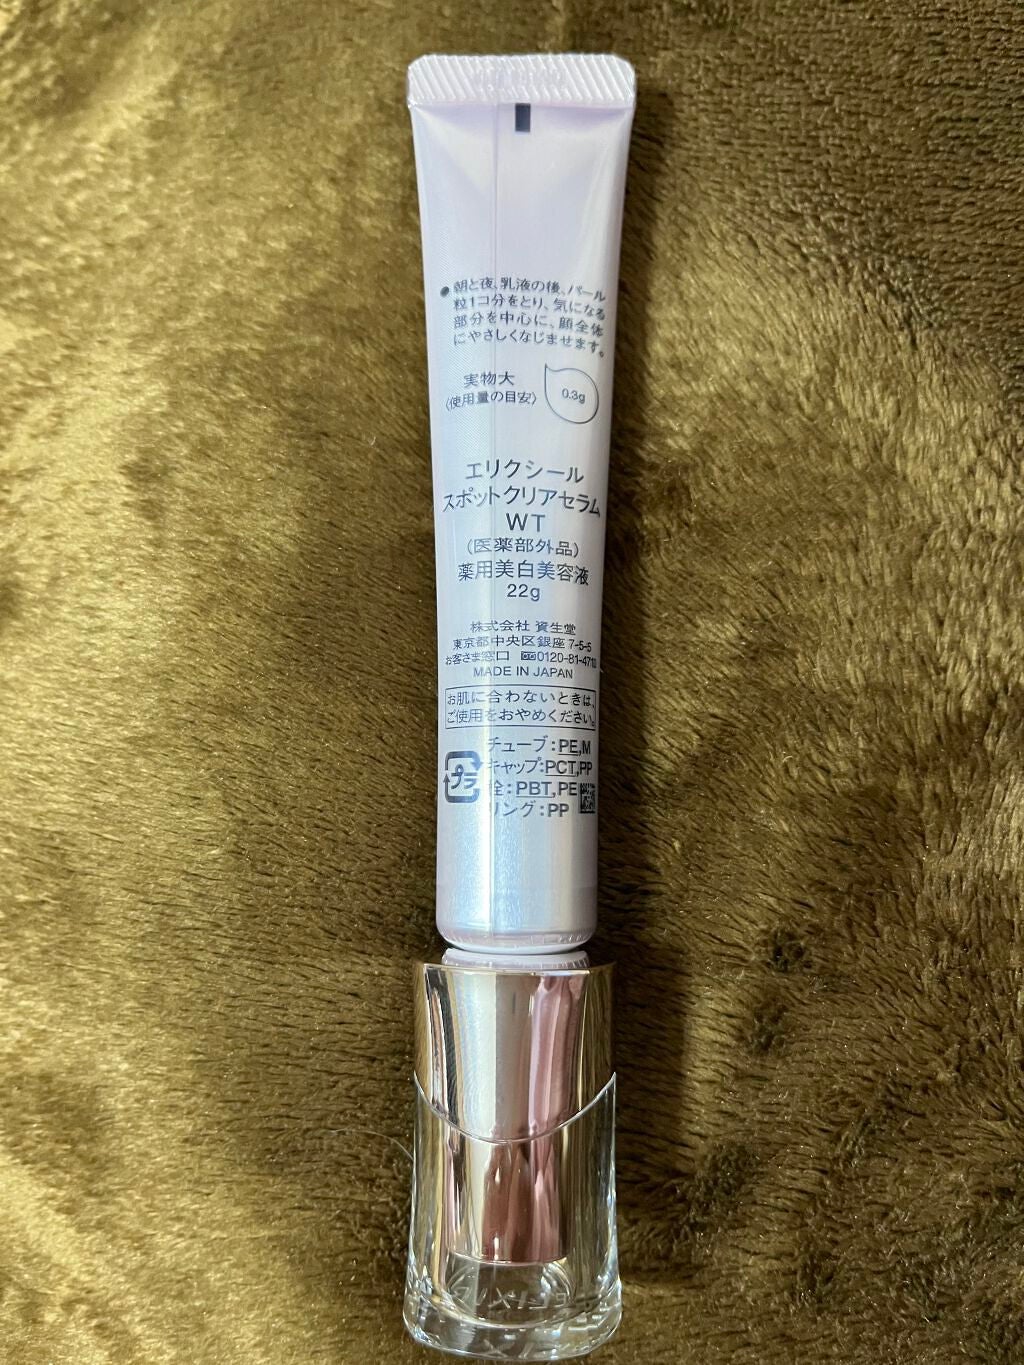 ●朝と夜、乳液の後、パール
粒1コ分をとり、気になる
部分を中心に、顔全体
にやさしくなじませます。
実物大
〈使用量の目安〉
0.3g
エリクシール
スポットクリアセラム
WT
(医薬部外品)
薬用美白美容液
22g
株式会社 資生堂
東京都中央区銀座 7-5-5
お客さま窓口 0120-81-4710
MADE IN JAPAN
お肌に合わないときは、
ご使用をおやめください。
プラ
チューブ:PE,M
キャップ:PCT,PP
栓:PBT,PE
リング:PP
ELIXIR